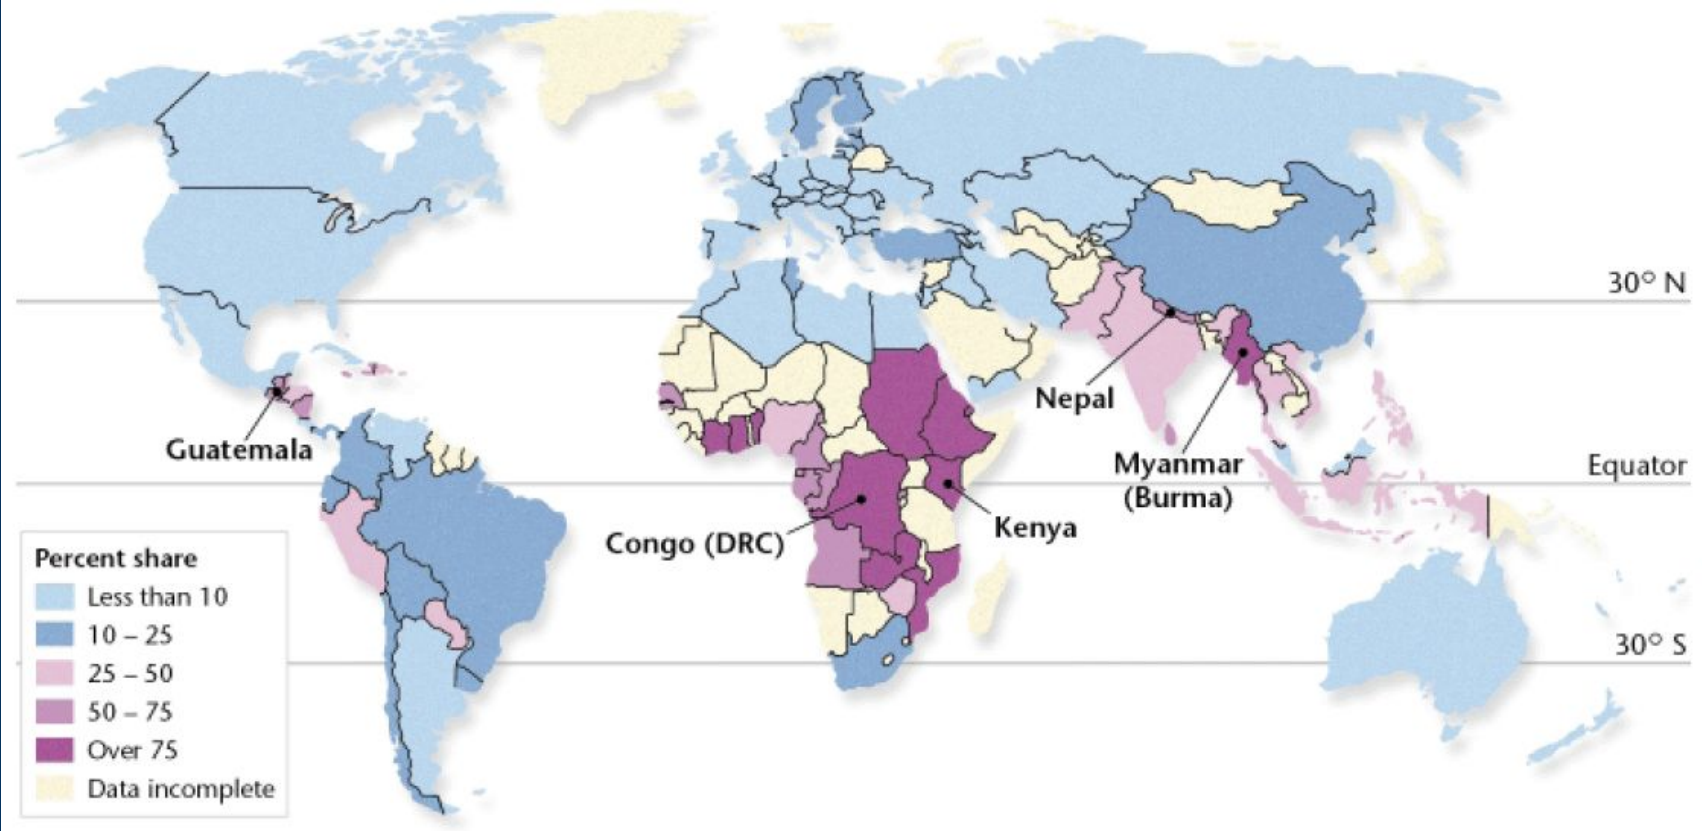 30° N
Nepal
Guatemala
Myanmar
(Burma)
Equator
Kenya
Congo (DRC)
Percent share
Less than 10
10 – 25
25 – 50
50 – 75
Over 75
Data incomplete
30° S